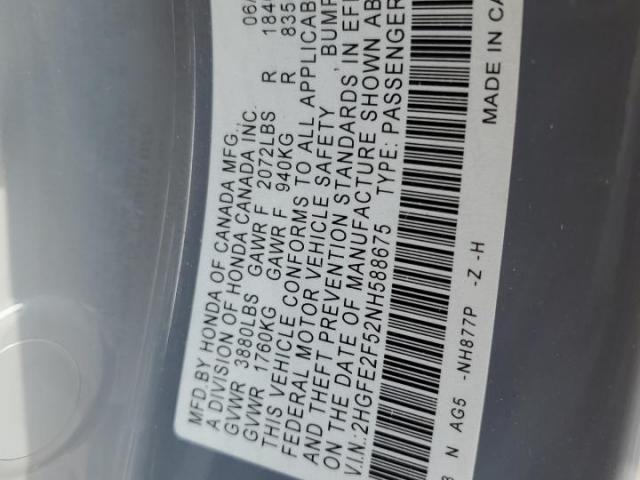 MFD.BY HONDA OF CANADA MFG., 06/
A DIVISION OF HONDA CANADA INC.
GVWR 3880LBS GAWR F 2072LBS R 184
GVWR 1760KG GAWR F 940KG R 835
THIS VEHICLE CONFORMS TO ALL APPLICAB
FEDERAL MOTOR VEHICLE SAFETY , BUMP
AND THEFT PREVENTION STANDARDS IN EFF
ON THE DATE OF MANUFACTURE SHOWN AB
V.I.N.:2HGFE2F52NH588675 TYPE: PASSENGER
N AG5 -NH877P -Z -H MADE IN CA